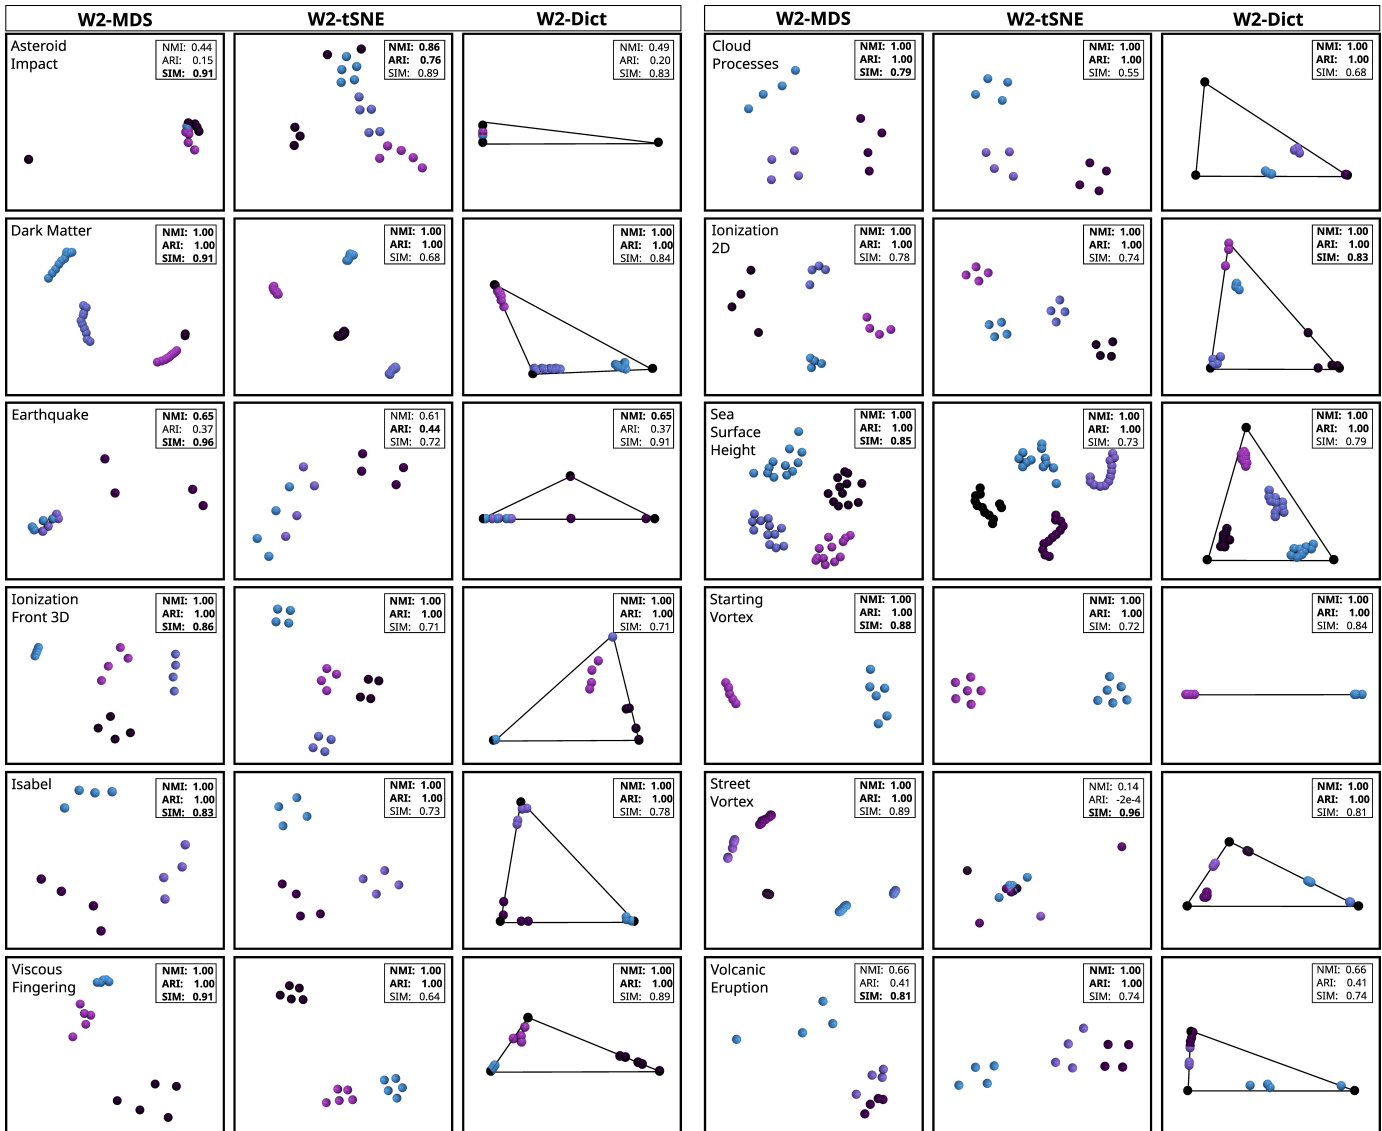 W2-MDS W2-tSNE W2-Dict
Asteroid
Impact
NMI: 0.44
ARI: 0.15
SIM: 0.91
NMI: 0.86
ARI: 0.76
SIM: 0.89
NMI: 0.49
ARI: 0.20
SIM: 0.83
Dark Matter
NMI: 1.00
ARI: 1.00
SIM: 0.91
NMI: 1.00
ARI: 1.00
SIM: 0.68
NMI: 1.00
ARI: 1.00
SIM: 0.84
Earthquake
NMI: 0.65
ARI: 0.37
SIM: 0.96
NMI: 0.61
ARI: 0.44
SIM: 0.72
NMI: 0.65
ARI: 0.37
SIM: 0.91
Ionization
Front 3D
NMI: 1.00
ARI: 1.00
SIM: 0.86
NMI: 1.00
ARI: 1.00
SIM: 0.71
NMI: 1.00
ARI: 1.00
SIM: 0.71
Isabel
NMI: 1.00
ARI: 1.00
SIM: 0.83
NMI: 1.00
ARI: 1.00
SIM: 0.73
NMI: 1.00
ARI: 1.00
SIM: 0.78
Viscous
Fingering
NMI: 1.00
ARI: 1.00
SIM: 0.91
NMI: 1.00
ARI: 1.00
SIM: 0.64
NMI: 1.00
ARI: 1.00
SIM: 0.89
W2-MDS W2-tSNE W2-Dict
Cloud
Processes
NMI: 1.00
ARI: 1.00
SIM: 0.79
NMI: 1.00
ARI: 1.00
SIM: 0.55
NMI: 1.00
ARI: 1.00
SIM: 0.68
Ionization
2D
NMI: 1.00
ARI: 1.00
SIM: 0.78
NMI: 1.00
ARI: 1.00
SIM: 0.74
NMI: 1.00
ARI: 1.00
SIM: 0.83
Sea
Surface
Height
NMI: 1.00
ARI: 1.00
SIM: 0.85
NMI: 1.00
ARI: 1.00
SIM: 0.73
NMI: 1.00
ARI: 1.00
SIM: 0.79
Starting
Vortex
NMI: 1.00
ARI: 1.00
SIM: 0.88
NMI: 1.00
ARI: 1.00
SIM: 0.72
NMI: 1.00
ARI: 1.00
SIM: 0.84
Street
Vortex
NMI: 1.00
ARI: 1.00
SIM: 0.89
NMI: 0.14
ARI: -2e-4
SIM: 0.96
NMI: 1.00
ARI: 1.00
SIM: 0.81
Volcanic
Eruption
NMI: 0.66
ARI: 0.41
SIM: 0.81
NMI: 1.00
ARI: 1.00
SIM: 0.74
NMI: 0.66
ARI: 0.41
SIM: 0.74